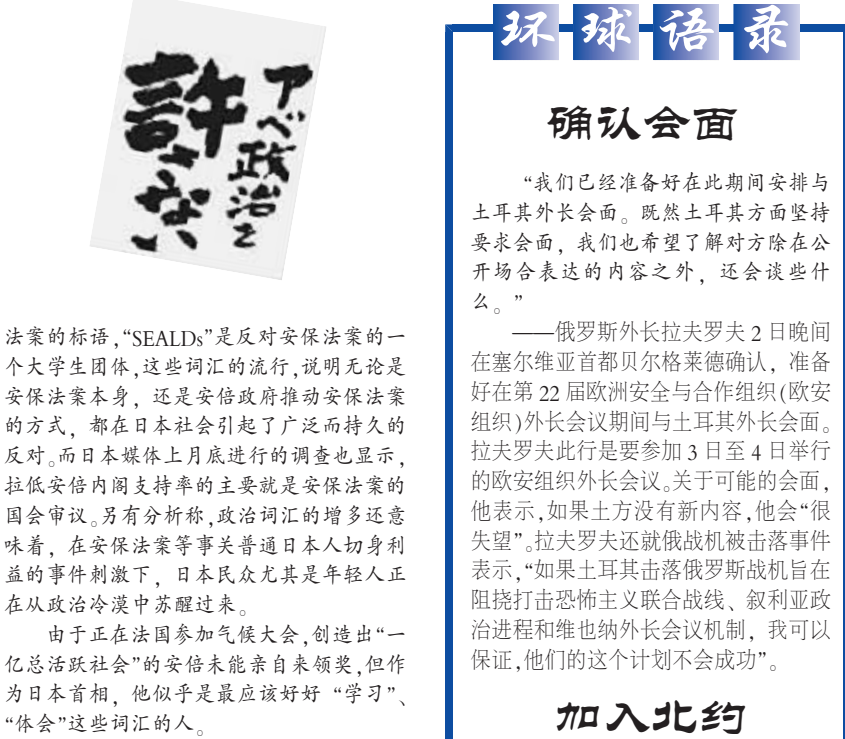 アベ政治を
許さない
法案的标语,“SEALDs”是反对安保法案的一
个大学生团体,这些词汇的流行,说明无论是
安保法案本身，还是安倍政府推动安保法案
的方式，都在日本社会引起了广泛而持久的
反对。而日本媒体上月底进行的调查也显示，
拉低安倍内阁支持率的主要就是安保法案的
国会审议。另有分析称,政治词汇的增多还意
味着，在安保法案等事关普通日本人切身利
益的事件刺激下，日本民众尤其是年轻人正
在从政治冷漠中苏醒过来。
由于正在法国参加气候大会,创造出“一
亿总活跃社会”的安倍未能亲自来领奖,但作
为日本首相，他似乎是最应该好好“学习”、
“体会”这些词汇的人。
环球语录
确认会面
“我们已经准备好在此期间安排与
土耳其外长会面。既然土耳其方面坚持
要求会面，我们也希望了解对方除在公
开场合表达的内容之外，还会谈些什
么。”
——俄罗斯外长拉夫罗夫 2 日晚间
在塞尔维亚首都贝尔格莱德确认，准备
好在第 22 届欧洲安全与合作组织(欧安
组织)外长会议期间与土耳其外长会面。
拉夫罗夫此行是要参加 3 日至 4 日举行
的欧安组织外长会议。关于可能的会面，
他表示,如果土方没有新内容,他会“很
失望”。拉夫罗夫还就俄战机被击落事件
表示,“如果土耳其击落俄罗斯战机旨在
阻挠打击恐怖主义联合战线、叙利亚政
治进程和维也纳外长会议机制，我可以
保证,他们的这个计划不会成功”。
加入北约